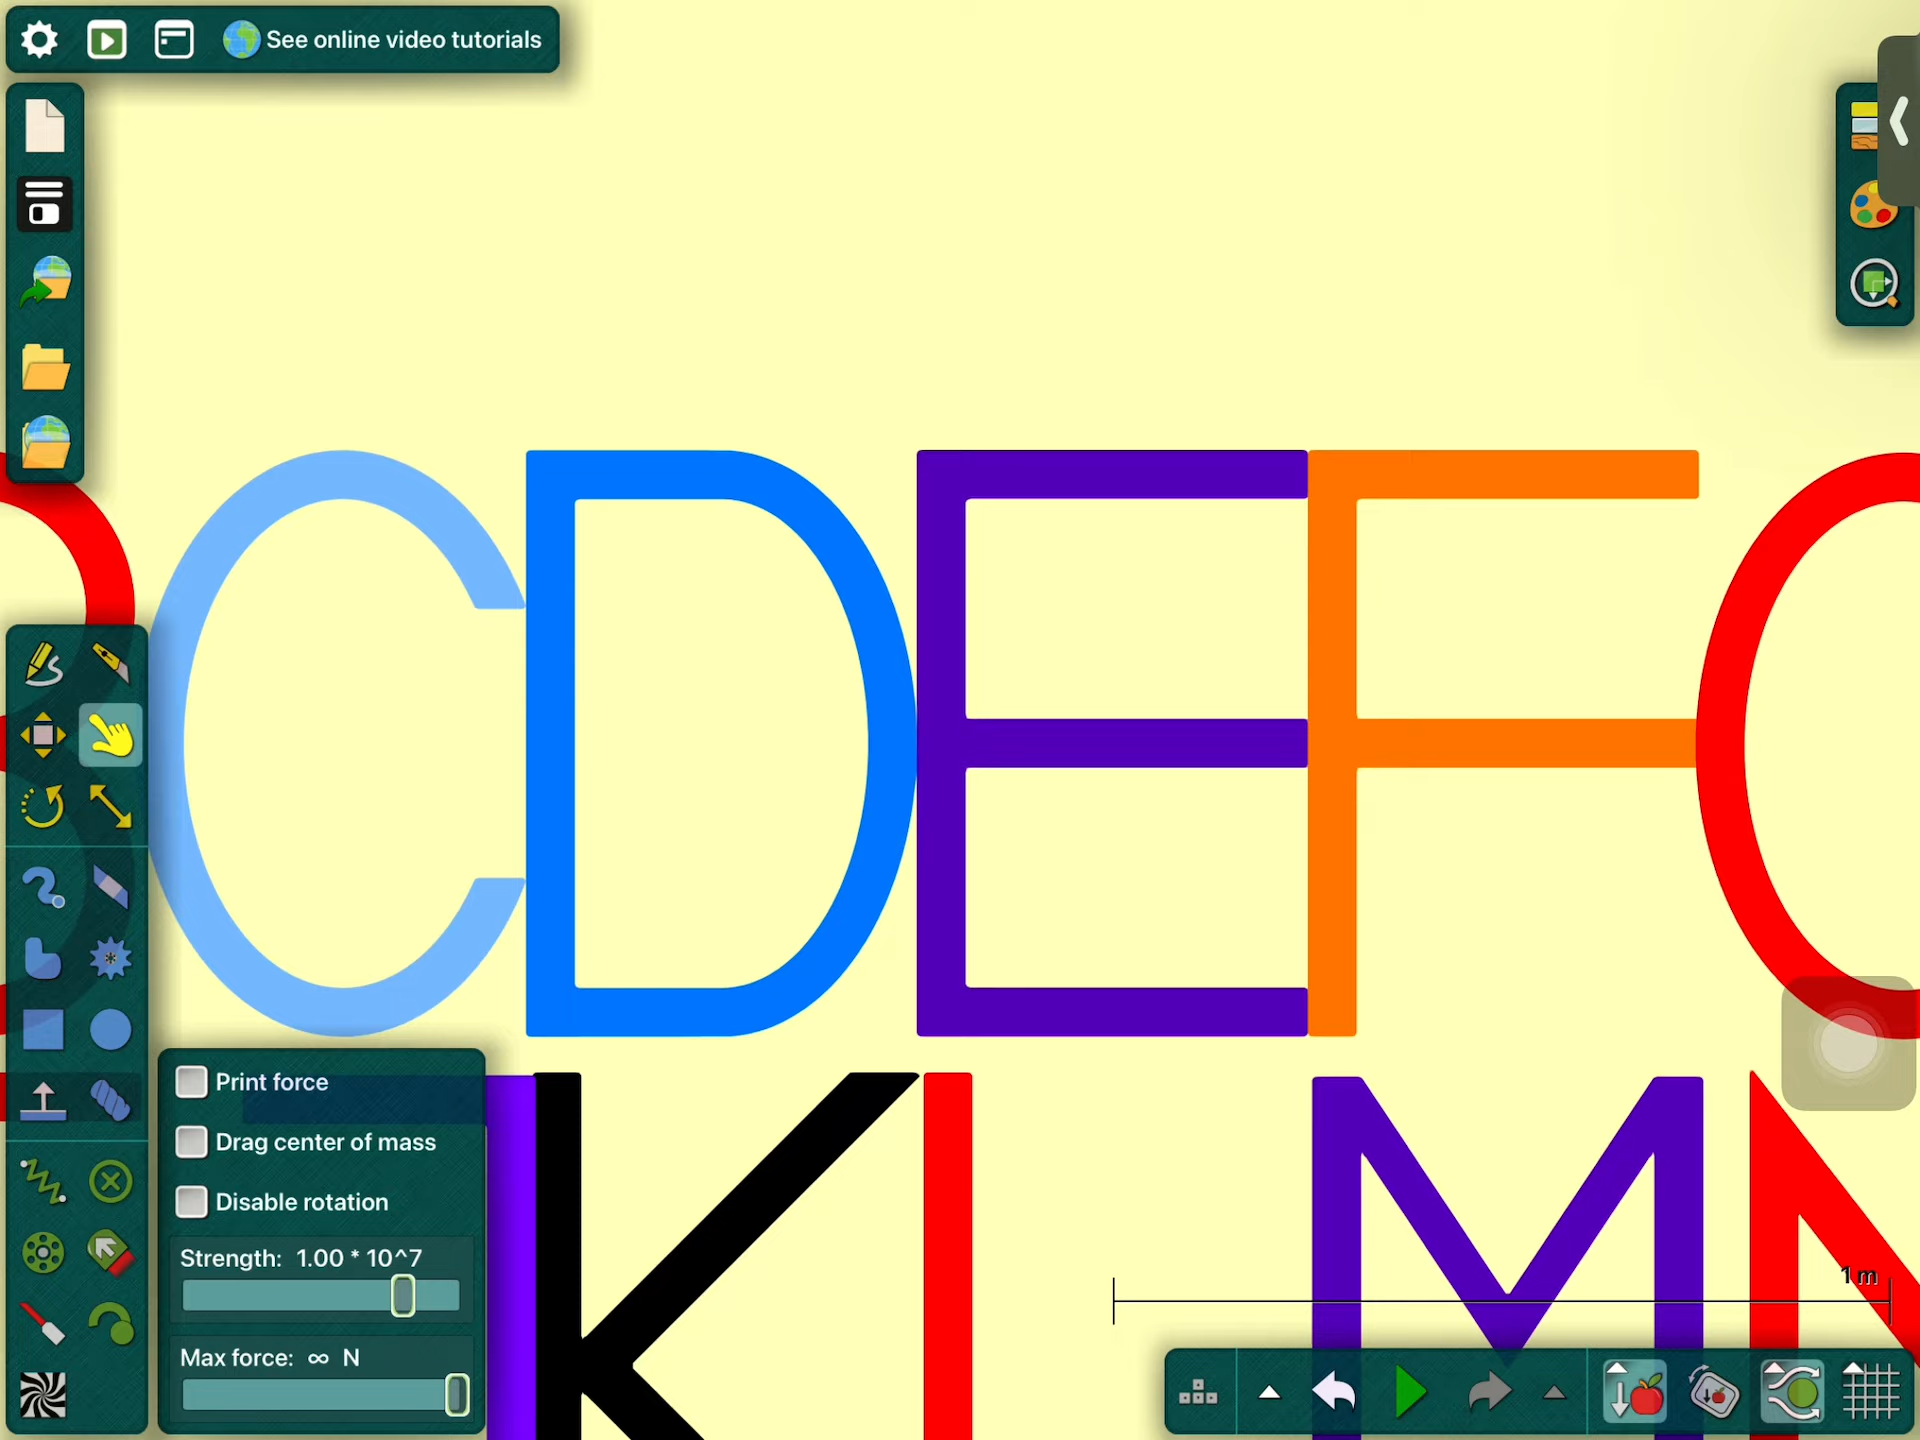 See online video tutorials
CDEF
Print force
Drag center of mass
Disable rotation
Strength: 1.00 * 10^7
Max force: ∞ N
K
M
1 m